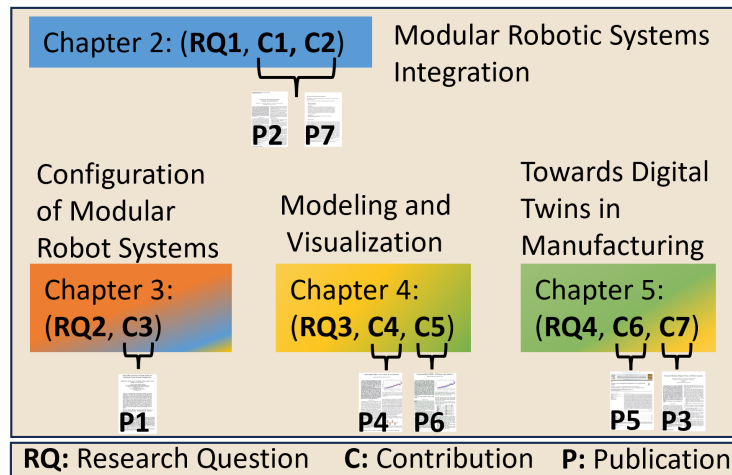 Chapter 2: (RQ1, C1, C2)
Modular Robotic Systems
Integration
P2
P7
Configuration
of Modular
Robot Systems
Chapter 3:
(RQ2, C3)
P1
Modeling and
Visualization
Chapter 4:
(RQ3, C4, C5)
P4
P6
Towards Digital
Twins in
Manufacturing
Chapter 5:
(RQ4, C6, C7)
P5
P3
RQ: Research Question C: Contribution P: Publication